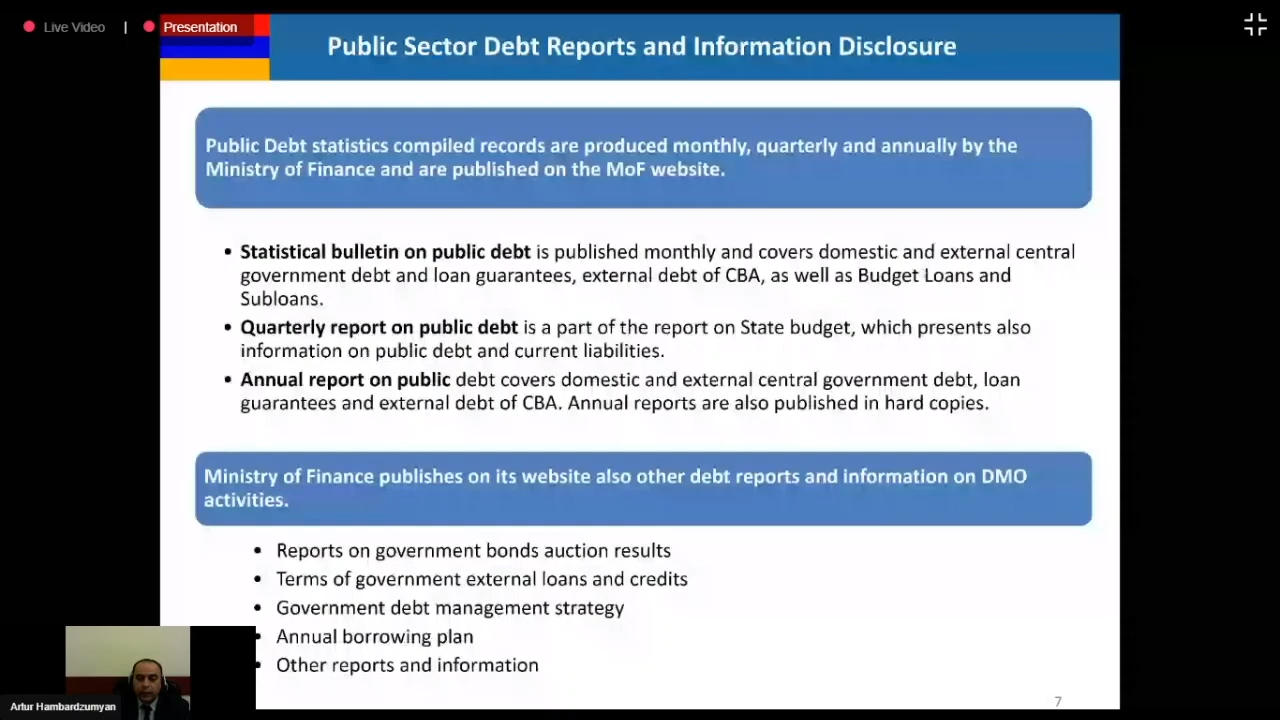 Live Video | Presentation
Public Sector Debt Reports and Information Disclosure
Public Debt statistics compiled records are produced monthly, quarterly and annually by the
Ministry of Finance and are published on the MoF website.
• Statistical bulletin on public debt is published monthly and covers domestic and external central
government debt and loan guarantees, external debt of CBA, as well as Budget Loans and
Subloans.
• Quarterly report on public debt is a part of the report on State budget, which presents also
information on public debt and current liabilities.
• Annual report on public debt covers domestic and external central government debt, loan
guarantees and external debt of CBA. Annual reports are also published in hard copies.
Ministry of Finance publishes on its website also other debt reports and information on DMO
activities.
• Reports on government bonds auction results
• Terms of government external loans and credits
• Government debt management strategy
• Annual borrowing plan
• Other reports and information
Artur Hambardzumyan
7